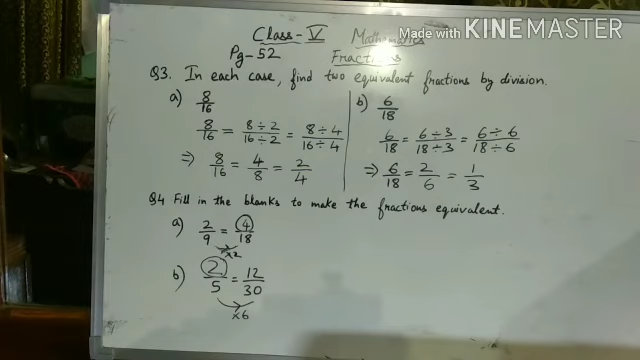 Made with KINEMASTER
Class - V Mathematics
Pg-52 Fractions
Q3. In each case, find two equivalent fractions by division.
a) 8/16
8/16 = 8÷2/16÷2 = 8÷4/16÷4
=> 8/16 = 4/8 = 2/4
b) 6/18
6/18 = 6÷3/18÷3 = 6÷6/18÷6
=> 6/18 = 2/6 = 1/3
Q4 Fill in the blanks to make the fractions equivalent.
a) 2/9 = 4/18
×2
b) 2/5 = 12/30
×6